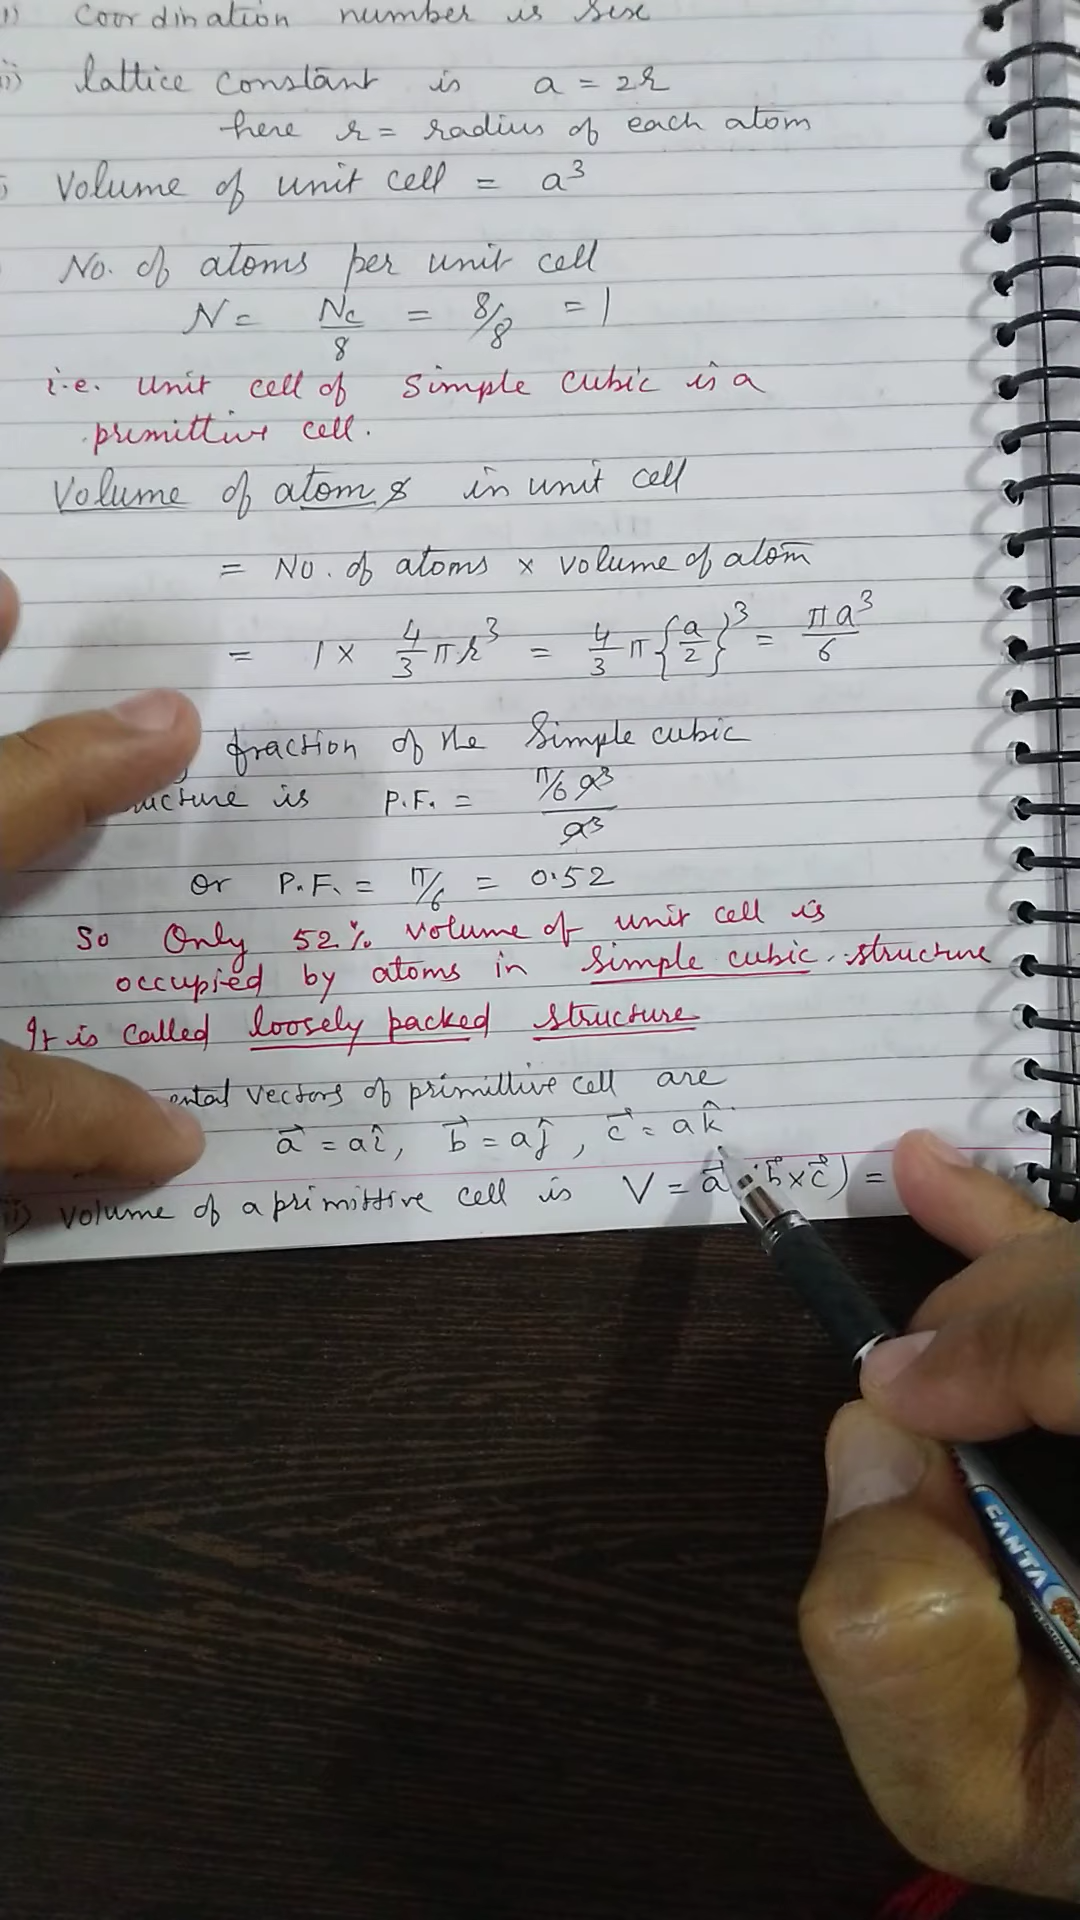 i) Coordination number is six
ii) lattice constant is a = 2r
here r = radius of each atom
Volume of unit cell = a³
No. of atoms per unit cell
N = Nc/8 = 8/8 = 1
i.e. unit cell of simple cubic is a
primittive cell.
Volume of atoms in unit cell
= No. of atoms × volume of atom
= 1 × 4/3 πr³ = 4/3 π {a/2}³ = πa³/6
fraction of the Simple cubic
is P.F. = π/6 a³ / a³
Or P.F. = π/6 = 0.52
So Only 52% volume of unit cell is
occupied by atoms in simple cubic structure
It is called loosely packed structure
vectors of primittive cell are
a⃗ = aî, b⃗ = aĵ, c⃗ = ak̂
volume of a primittive cell is V = a⃗ · b⃗×c⃗) =
CANTA